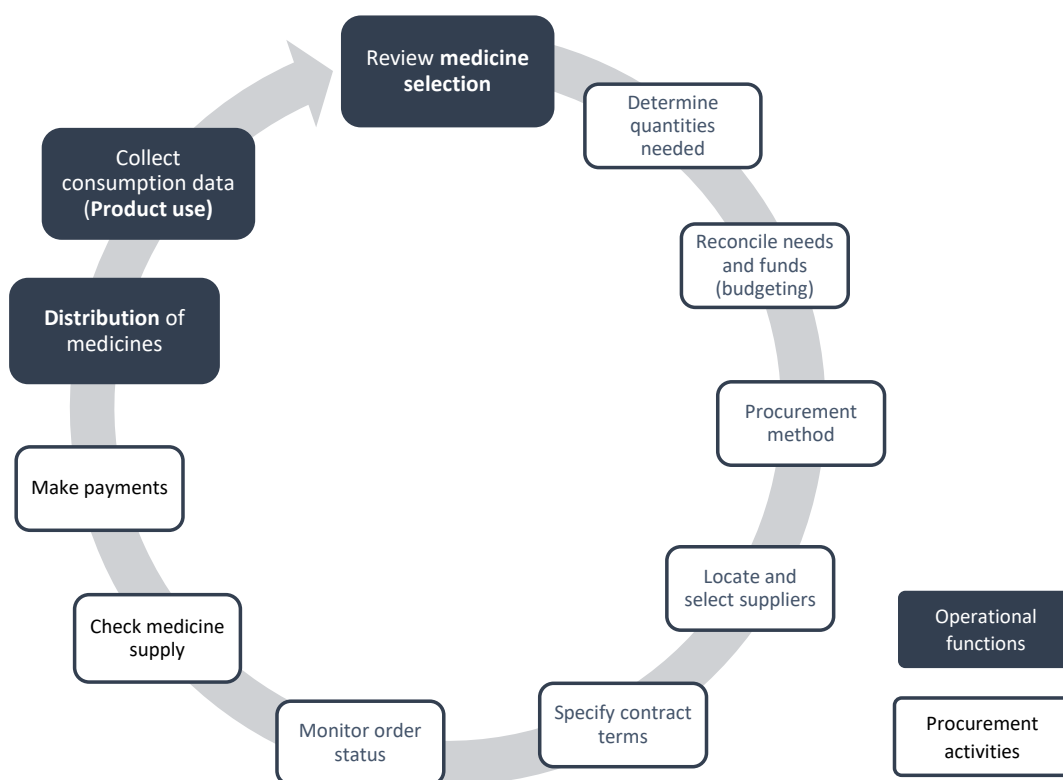 Review medicine
selection
Determine
quantities
needed
Reconcile needs
and funds
(budgeting)
Procurement
method
Locate and
select suppliers
Specify contract
terms
Monitor order
status
Check medicine
supply
Make payments
Distribution of
medicines
Collect
consumption data
(Product use)
Operational
functions
Procurement
activities